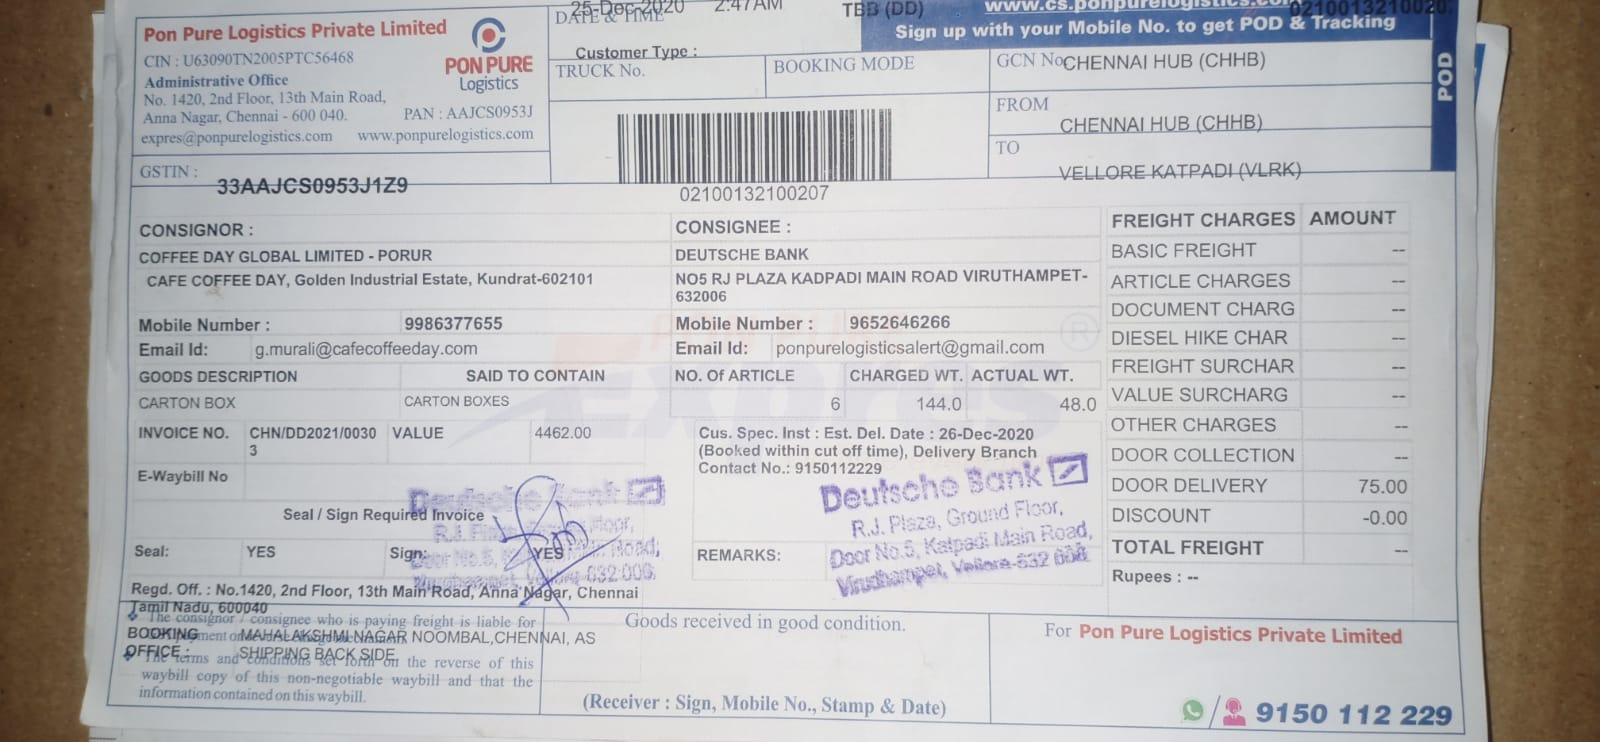 Pon Pure Logistics Private Limited
CIN : U63090TN2005PTC56468
Administrative Office
No. 1420, 2nd Floor, 13th Main Road,
Anna Nagar, Chennai - 600 040.
PAN : AAJCS0953J
expres@ponpurelogistics.com www.ponpurelogistics.com
PON PURE
Logistics
GSTIN :
33AAJCS0953J1Z9
25-Dec-2020 2:47AM
DATE & TIME
TBB (DD)
Customer Type :
TRUCK No.
BOOKING MODE
02100132100207
www.cs.ponpurelogistics.com
Sign up with your Mobile No. to get POD & Tracking
POD
GCN No CHENNAI HUB (CHHB)
FROM
CHENNAI HUB (CHHB)
TO
VELLORE KATPADI (VLRK)
CONSIGNOR :
COFFEE DAY GLOBAL LIMITED - PORUR
CAFE COFFEE DAY, Golden Industrial Estate, Kundrat-602101
Mobile Number : 9986377655
Email Id: g.murali@cafecoffeeday.com
CONSIGNEE :
DEUTSCHE BANK
NO5 RJ PLAZA KADPADI MAIN ROAD VIRUTHAMPET-
632006
Mobile Number : 9652646266
Email Id: ponpurelogisticsalert@gmail.com
GOODS DESCRIPTION SAID TO CONTAIN NO. Of ARTICLE CHARGED WT. ACTUAL WT.
CARTON BOX CARTON BOXES 6 144.0 48.0
INVOICE NO. CHN/DD2021/0030 VALUE 4462.00
3
E-Waybill No
Seal / Sign Required Invoice
Seal: YES Sign: YES
Cus. Spec. Inst : Est. Del. Date : 26-Dec-2020
(Booked within cut off time), Delivery Branch
Contact No.: 9150112229
REMARKS:
Deutsche Bank
R.J. Plaza, Ground Floor,
Door No.5, Katpadi Main Road,
Virudhampet, Vellore-632 006.
FREIGHT CHARGES AMOUNT
BASIC FREIGHT --
ARTICLE CHARGES --
DOCUMENT CHARG --
DIESEL HIKE CHAR --
FREIGHT SURCHAR --
VALUE SURCHARG --
OTHER CHARGES --
DOOR COLLECTION --
DOOR DELIVERY 75.00
DISCOUNT -0.00
TOTAL FREIGHT --
Rupees : --
Regd. Off. : No.1420, 2nd Floor, 13th Main Road, Anna Nagar, Chennai
Tamil Nadu, 600040
The consignor / consignee who is paying freight is liable for
BOOKING MAHALAKSHMI NAGAR NOOMBAL,CHENNAI, AS
OFFICE : SHIPPING BACK SIDE
The terms and conditions set forth on the reverse of this
waybill copy of this non-negotiable waybill and that the
information contained on this waybill.
Goods received in good condition.
(Receiver : Sign, Mobile No., Stamp & Date)
For Pon Pure Logistics Private Limited
9150 112 229